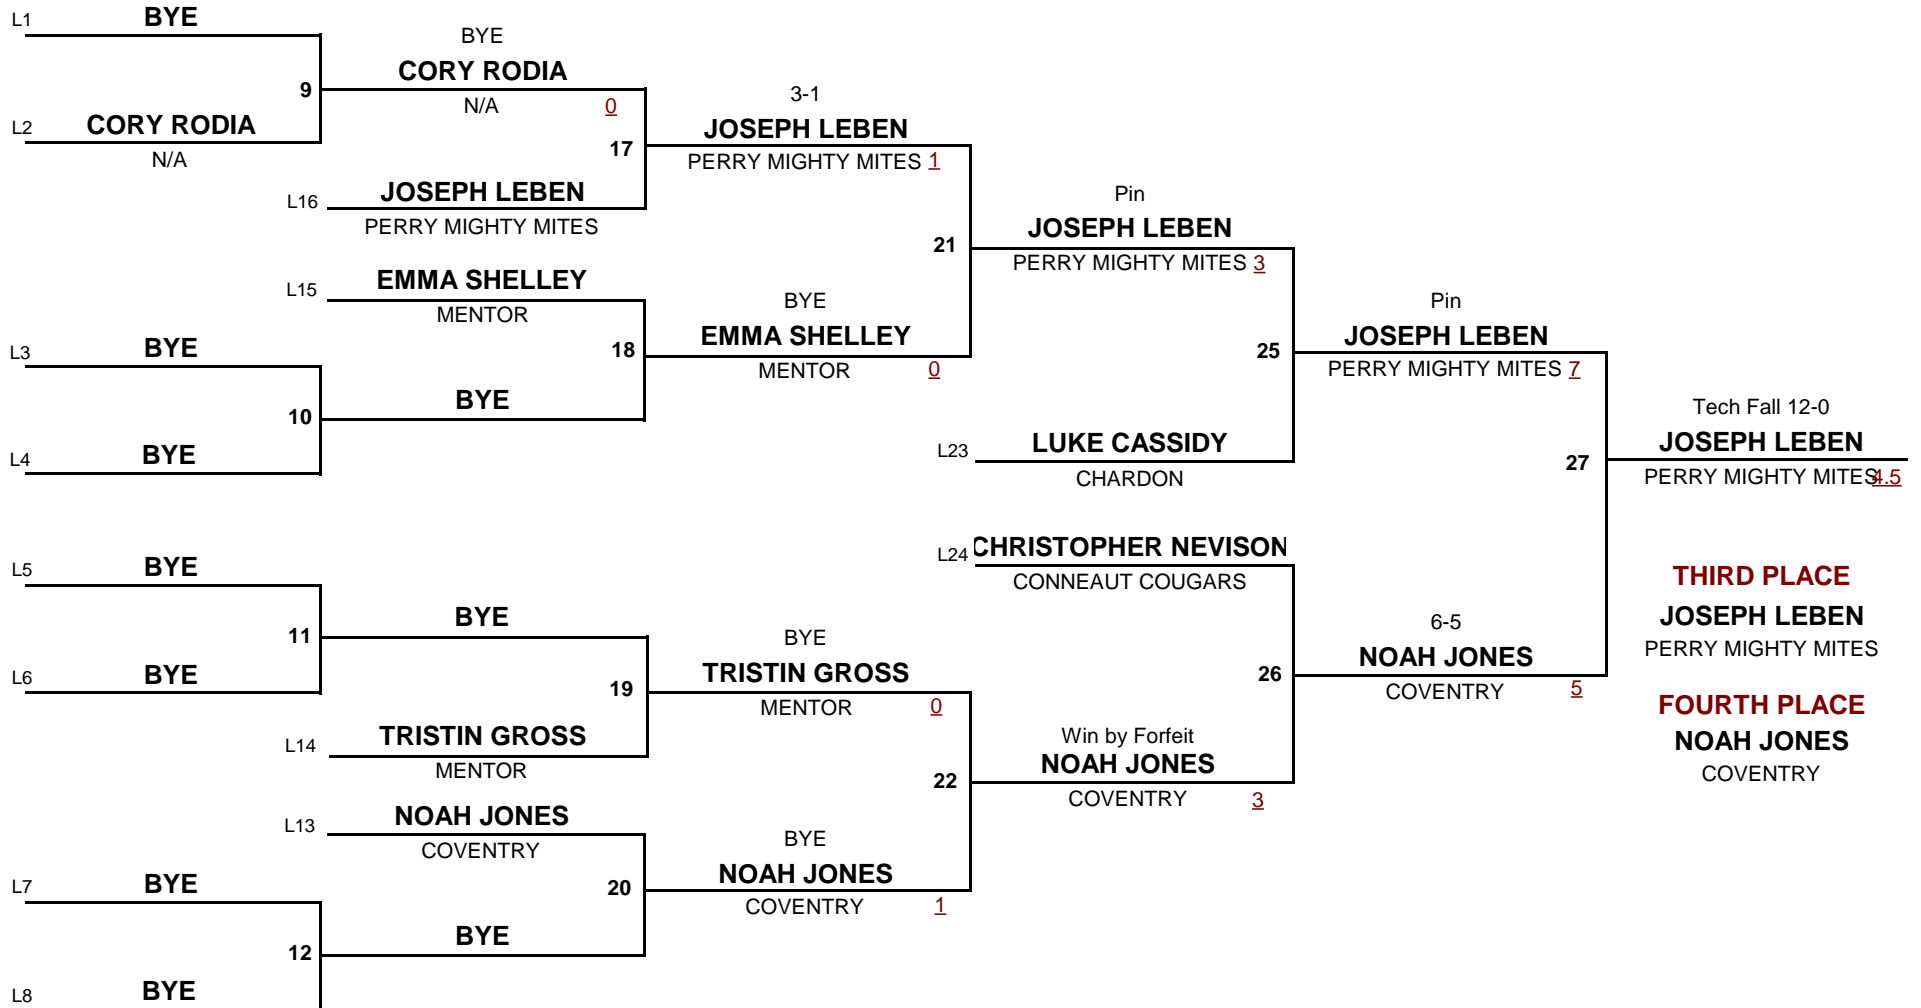 L1 BYE
9
L2 CORY RODIA
N/A
BYE
CORY RODIA
N/A 0
17
L16 JOSEPH LEBEN
PERRY MIGHTY MITES
3-1
JOSEPH LEBEN
PERRY MIGHTY MITES 1
L15 EMMA SHELLEY
MENTOR
L3 BYE
10
L4 BYE
BYE
18
BYE
EMMA SHELLEY
MENTOR 0
21
Pin
JOSEPH LEBEN
PERRY MIGHTY MITES 3
25
L23 LUKE CASSIDY
CHARDON
Pin
JOSEPH LEBEN
PERRY MIGHTY MITES 7
L5 BYE
11
L6 BYE
BYE
19
L14 TRISTIN GROSS
MENTOR
BYE
TRISTIN GROSS
MENTOR 0
L13 NOAH JONES
COVENTRY
L7 BYE
12
L8 BYE
BYE
20
BYE
NOAH JONES
COVENTRY 1
22
L24 CHRISTOPHER NEVISON
CONNEAUT COUGARS
Win by Forfeit
NOAH JONES
COVENTRY 3
26
6-5
NOAH JONES
COVENTRY 5
27
Tech Fall 12-0
JOSEPH LEBEN
PERRY MIGHTY MITES 4.5
THIRD PLACE
JOSEPH LEBEN
PERRY MIGHTY MITES
FOURTH PLACE
NOAH JONES
COVENTRY